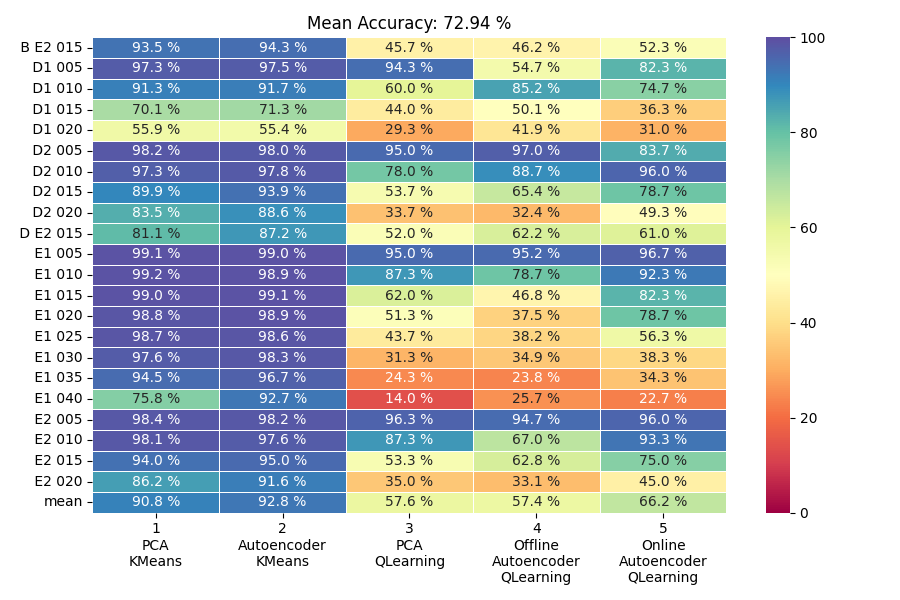 Mean Accuracy: 72.94 %
B E2 015 93.5 % 94.3 % 45.7 % 46.2 % 52.3 %
D1 005 97.3 % 97.5 % 94.3 % 54.7 % 82.3 %
D1 010 91.3 % 91.7 % 60.0 % 85.2 % 74.7 %
D1 015 70.1 % 71.3 % 44.0 % 50.1 % 36.3 %
D1 020 55.9 % 55.4 % 29.3 % 41.9 % 31.0 %
D2 005 98.2 % 98.0 % 95.0 % 97.0 % 83.7 %
D2 010 97.3 % 97.8 % 78.0 % 88.7 % 96.0 %
D2 015 89.9 % 93.9 % 53.7 % 65.4 % 78.7 %
D2 020 83.5 % 88.6 % 33.7 % 32.4 % 49.3 %
D E2 015 81.1 % 87.2 % 52.0 % 62.2 % 61.0 %
E1 005 99.1 % 99.0 % 95.0 % 95.2 % 96.7 %
E1 010 99.2 % 98.9 % 87.3 % 78.7 % 92.3 %
E1 015 99.0 % 99.1 % 62.0 % 46.8 % 82.3 %
E1 020 98.8 % 98.9 % 51.3 % 37.5 % 78.7 %
E1 025 98.7 % 98.6 % 43.7 % 38.2 % 56.3 %
E1 030 97.6 % 98.3 % 31.3 % 34.9 % 38.3 %
E1 035 94.5 % 96.7 % 24.3 % 23.8 % 34.3 %
E1 040 75.8 % 92.7 % 14.0 % 25.7 % 22.7 %
E2 005 98.4 % 98.2 % 96.3 % 94.7 % 96.0 %
E2 010 98.1 % 97.6 % 87.3 % 67.0 % 93.3 %
E2 015 94.0 % 95.0 % 53.3 % 62.8 % 75.0 %
E2 020 86.2 % 91.6 % 35.0 % 33.1 % 45.0 %
mean 90.8 % 92.8 % 57.6 % 57.4 % 66.2 %
1
PCA
KMeans
2
Autoencoder
KMeans
3
PCA
QLearning
4
Offline
Autoencoder
QLearning
5
Online
Autoencoder
QLearning
100
80
60
40
20
0